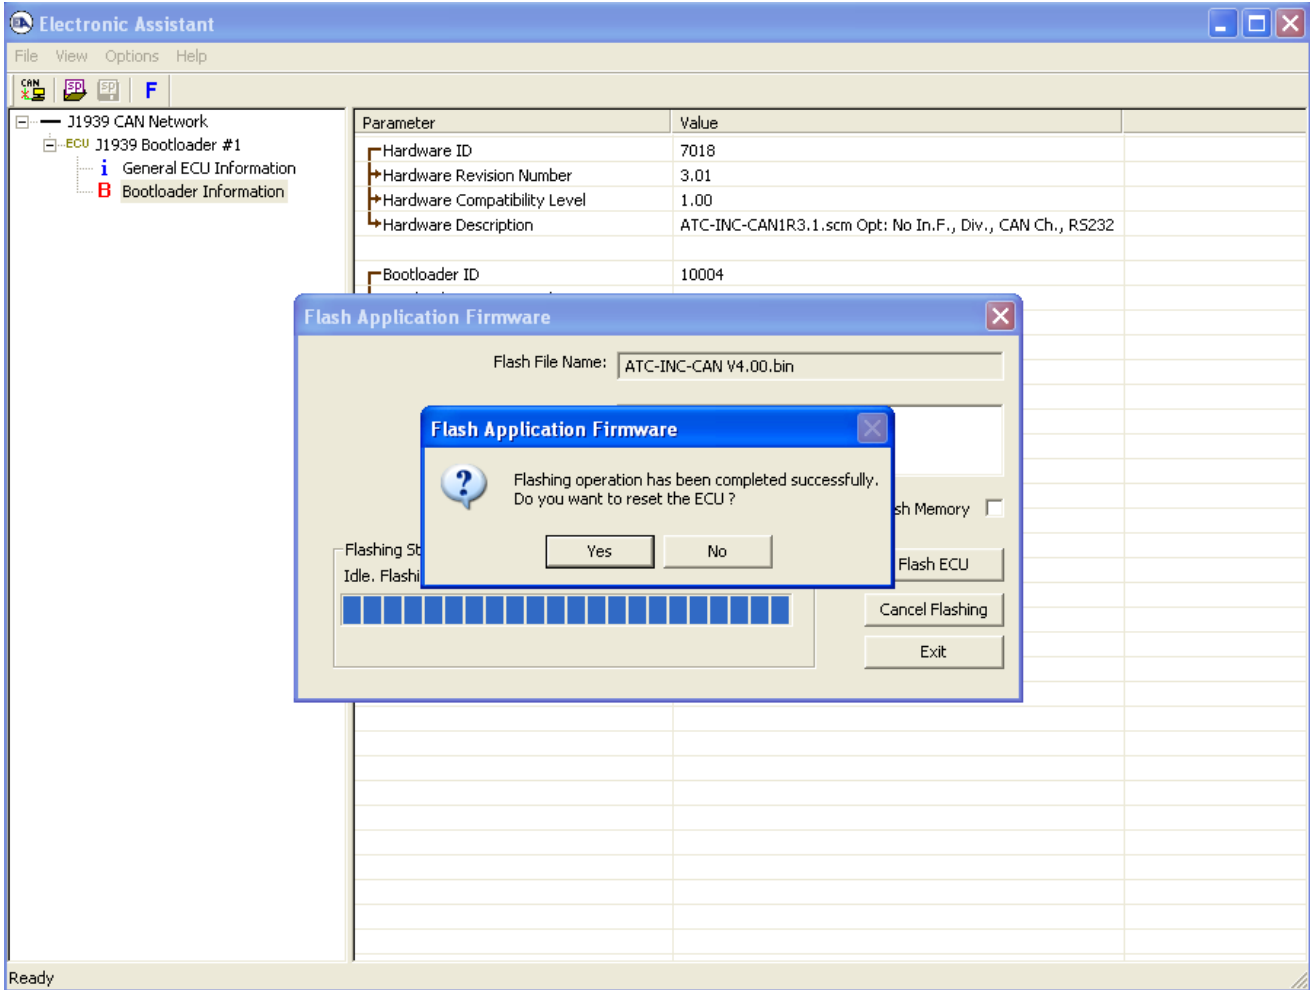 Electronic Assistant
File View Options Help
CAN SP SP F
J1939 CAN Network
ECU J1939 Bootloader #1
i General ECU Information
B Bootloader Information
Parameter Value
Hardware ID 7018
Hardware Revision Number 3.01
Hardware Compatibility Level 1.00
Hardware Description ATC-INC-CAN1R3.1.scm Opt: No In.F., Div., CAN Ch., RS232
Bootloader ID 10004
Flash Application Firmware
Flash File Name: ATC-INC-CAN V4.00.bin
Flash Application Firmware
Flashing operation has been completed successfully.
Do you want to reset the ECU ?
Yes No
sh Memory
Flashing St
Idle. Flashi
Flash ECU
Cancel Flashing
Exit
Ready